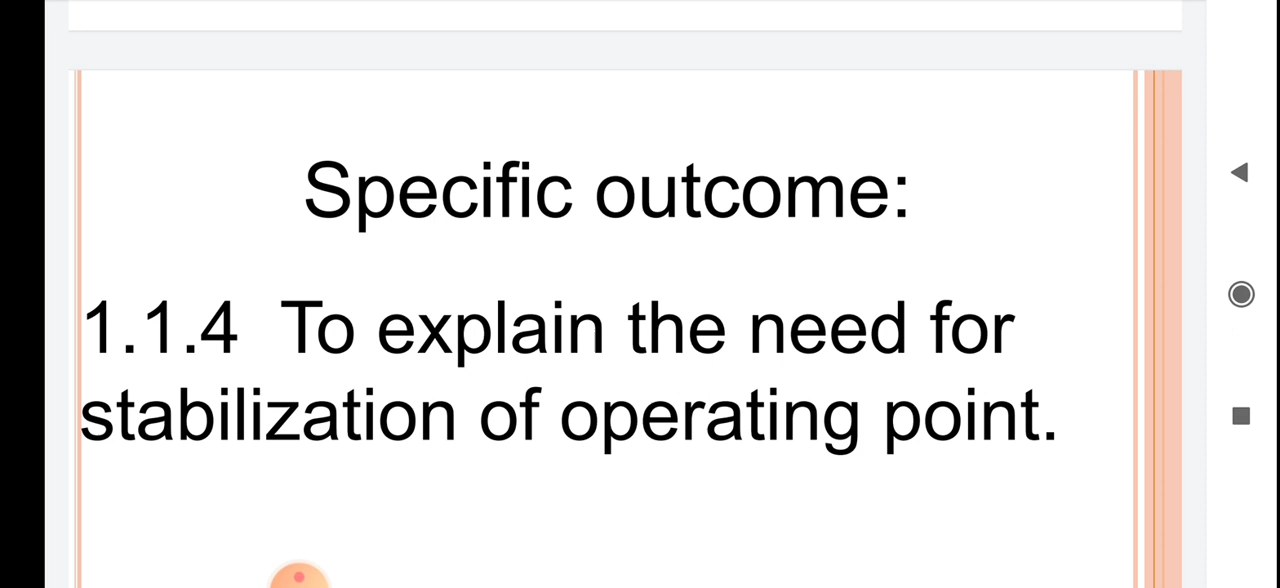 Specific outcome:
1.1.4 To explain the need for
stabilization of operating point.